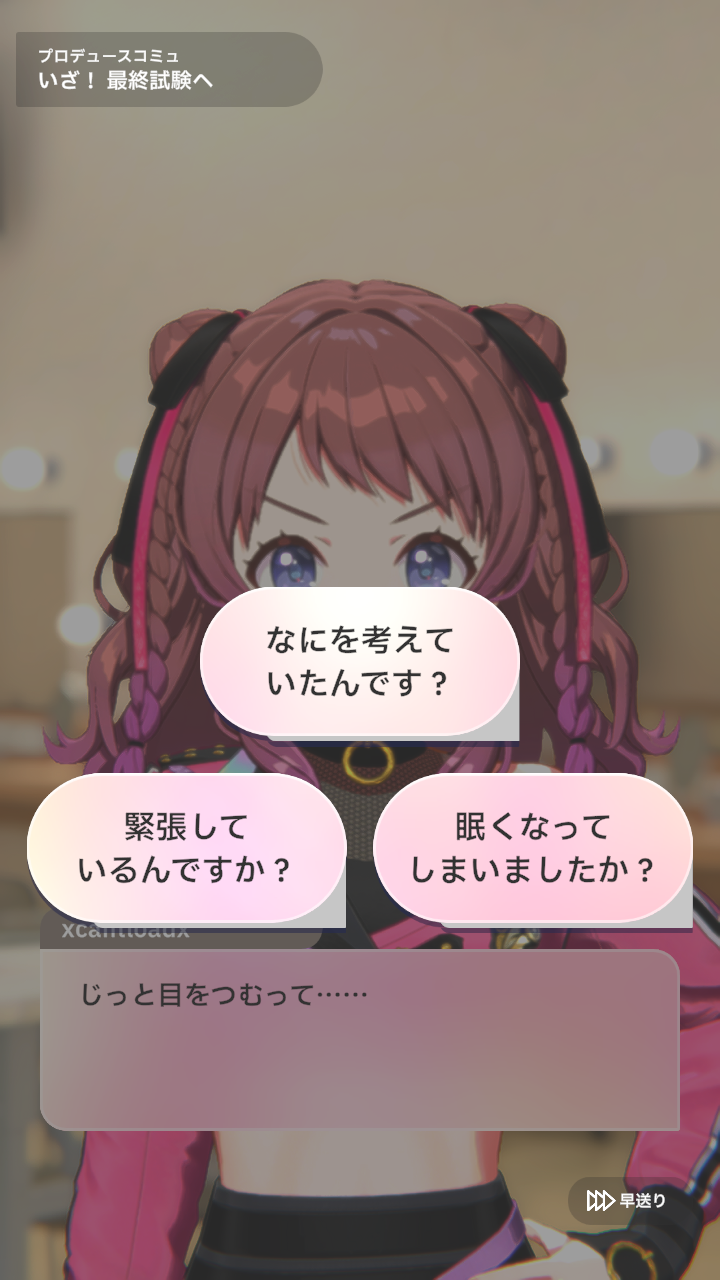 プロデュースコミュ
いざ！最終試験へ
なにを考えて
いたんです？
緊張して
いるんですか？
眠くなって
しまいましたか？
じっと目をつむって……
早送り